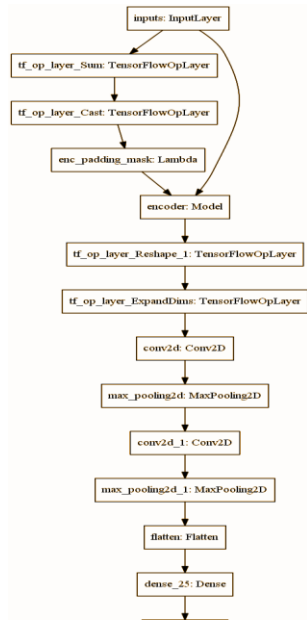 inputs: InputLayer
tf_op_layer_Sum: TensorFlowOpLayer
tf_op_layer_Cast: TensorFlowOpLayer
enc_padding_mask: Lambda
encoder: Model
tf_op_layer_Reshape_1: TensorFlowOpLayer
tf_op_layer_ExpandDims: TensorFlowOpLayer
conv2d: Conv2D
max_pooling2d: MaxPooling2D
conv2d_1: Conv2D
max_pooling2d_1: MaxPooling2D
flatten: Flatten
dense_25: Dense